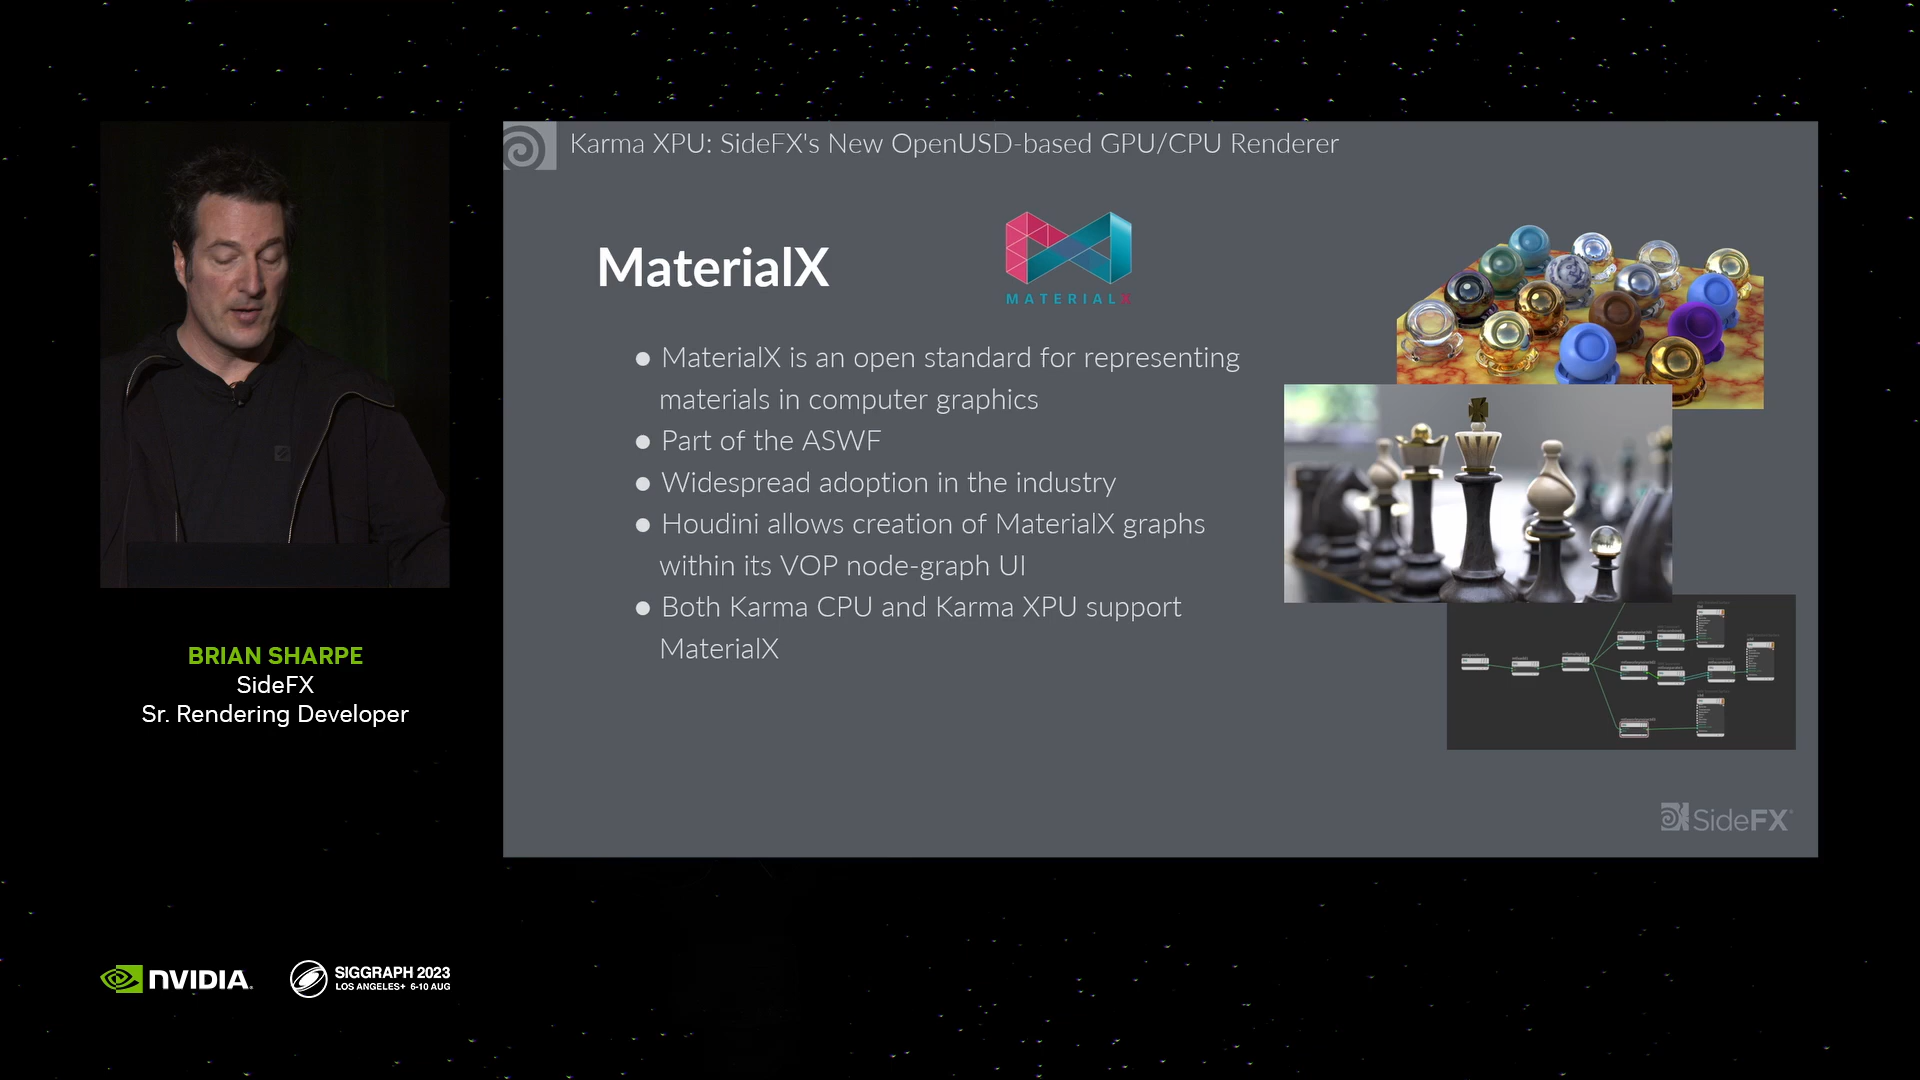 Karma XPU: SideFX's New OpenUSD-based GPU/CPU Renderer
MaterialX
MATERIALX
● MaterialX is an open standard for representing
materials in computer graphics
● Part of the ASWF
● Widespread adoption in the industry
● Houdini allows creation of MaterialX graphs
within its VOP node-graph UI
● Both Karma CPU and Karma XPU support
MaterialX
SideFX
BRIAN SHARPE
SideFX
Sr. Rendering Developer
NVIDIA.
SIGGRAPH 2023
LOS ANGELES+ 6-10 AUG